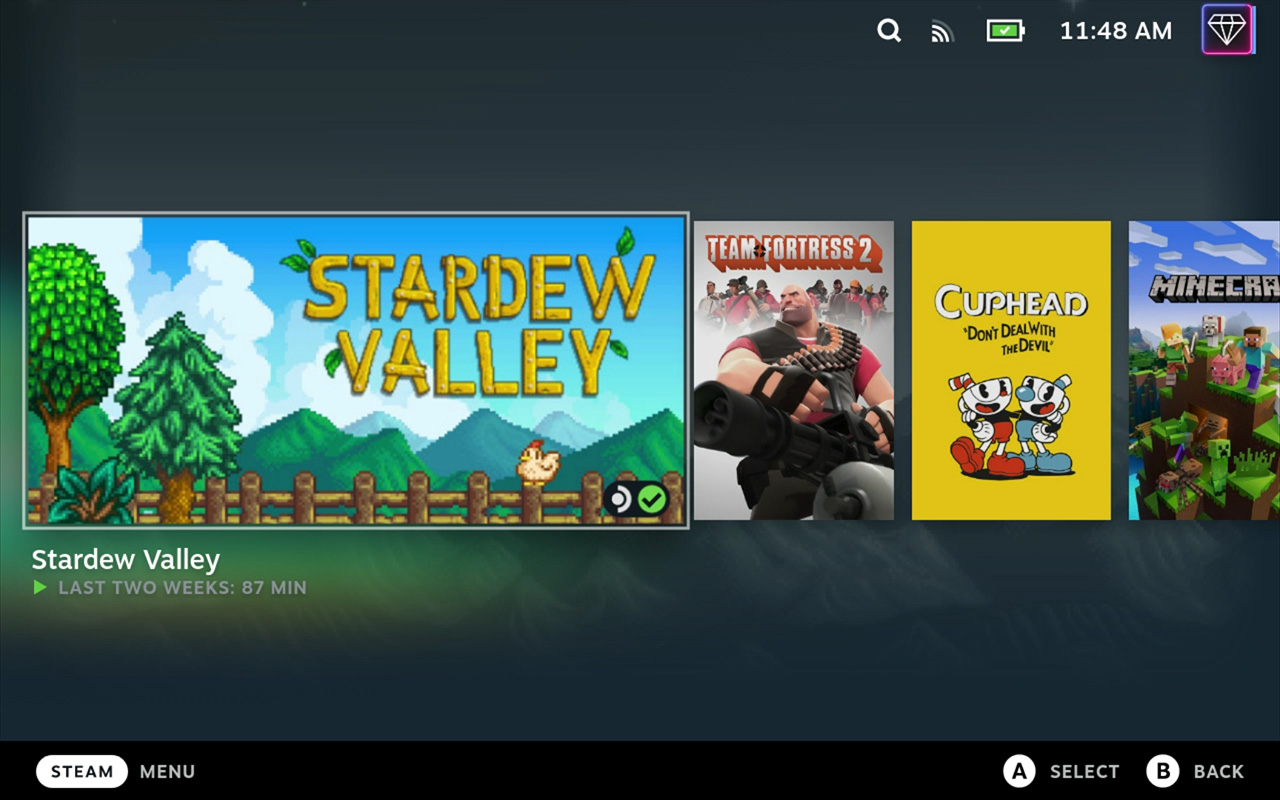 11:48 AM
STARDEW
VALLEY
TEAM FORTRESS 2
CUPHEAD
"DON'T DEAL WITH
THE DEVIL"
MINECRA
Stardew Valley
LAST TWO WEEKS: 87 MIN
STEAM MENU
A SELECT B BACK